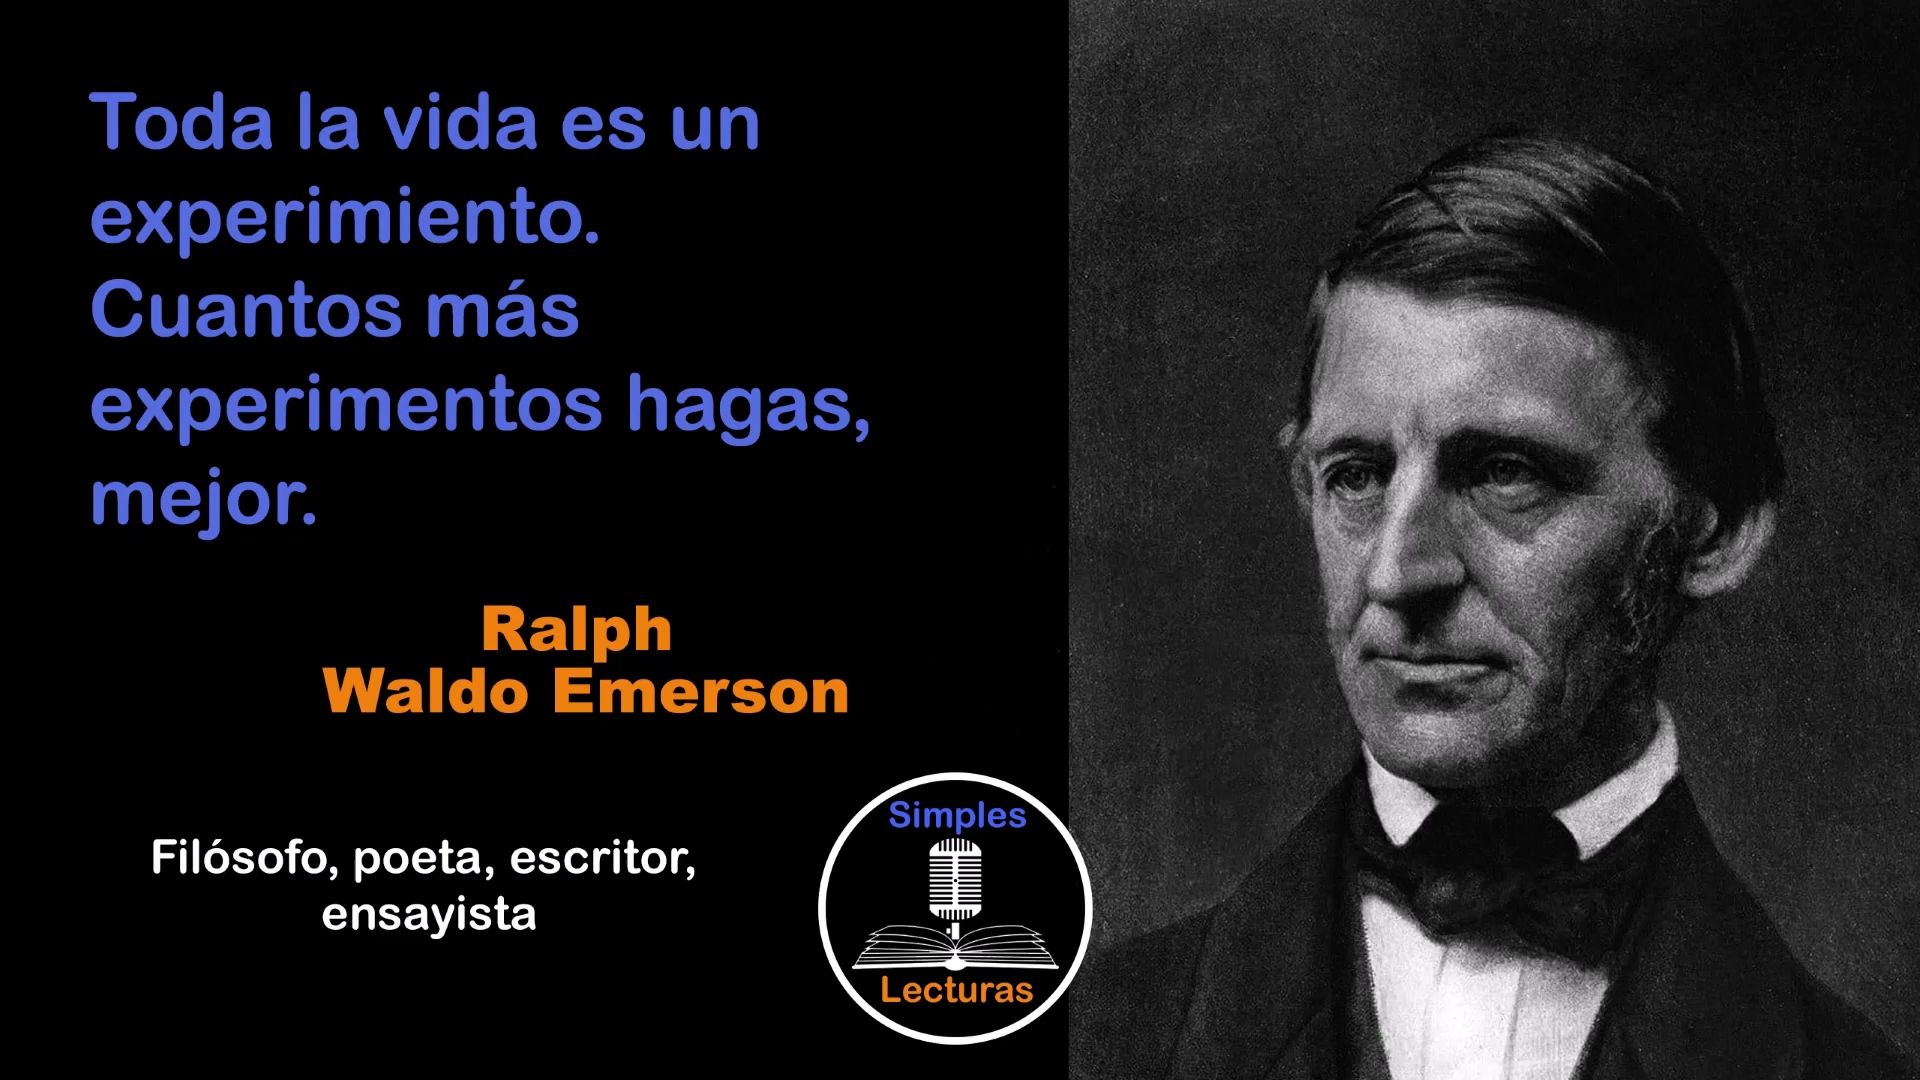 Toda la vida es un
experimiento.
Cuantos más
experimentos hagas,
mejor.
Ralph
Waldo Emerson
Filósofo, poeta, escritor,
ensayista
Simples
Lecturas